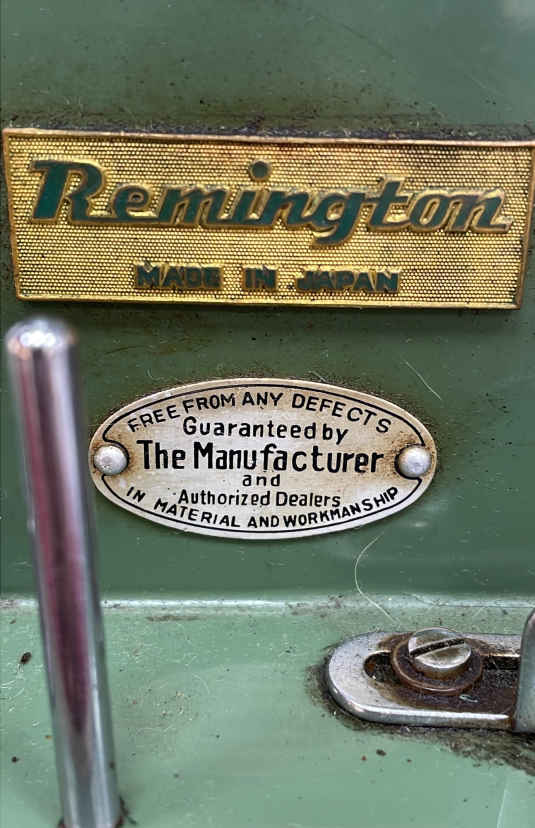 Remington
MADE IN JAPAN
FREE FROM ANY DEFECTS
Guaranteed by
The Manufacturer
and
Authorized Dealers
IN MATERIAL AND WORKMANSHIP